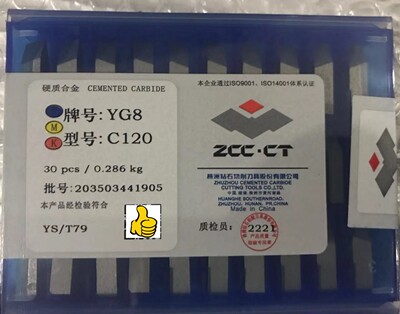 硬质合金 CEMENTED CARBIDE
牌号: YG8
M
型号: C120
K
30 pcs / 0.286 kg
批号: 203503441905
本产品经检验符合
YS/T79
本企业通过ISO9001、ISO14001体系认证
ZCC·CT
株洲钻石切削刀具股份有限公司
ZHUZHOU CEMENTED CARBIDE
CUTTING TOOLS CO.,LTD.
HUANGHE SOUTHERNROAD,
ZHUZHOU, HUNAN, PR.CHINA
质检员: 2221